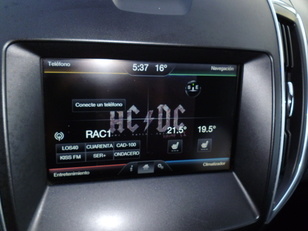 Teléfono 5:37 16° Navegación
Conecte un teléfono
AC DC
RAC1
21.5° 19.5°
LOS40 CUARENTA CAD-100
KISS FM SER+ ONDACERO
Entretenimiento Climatizador